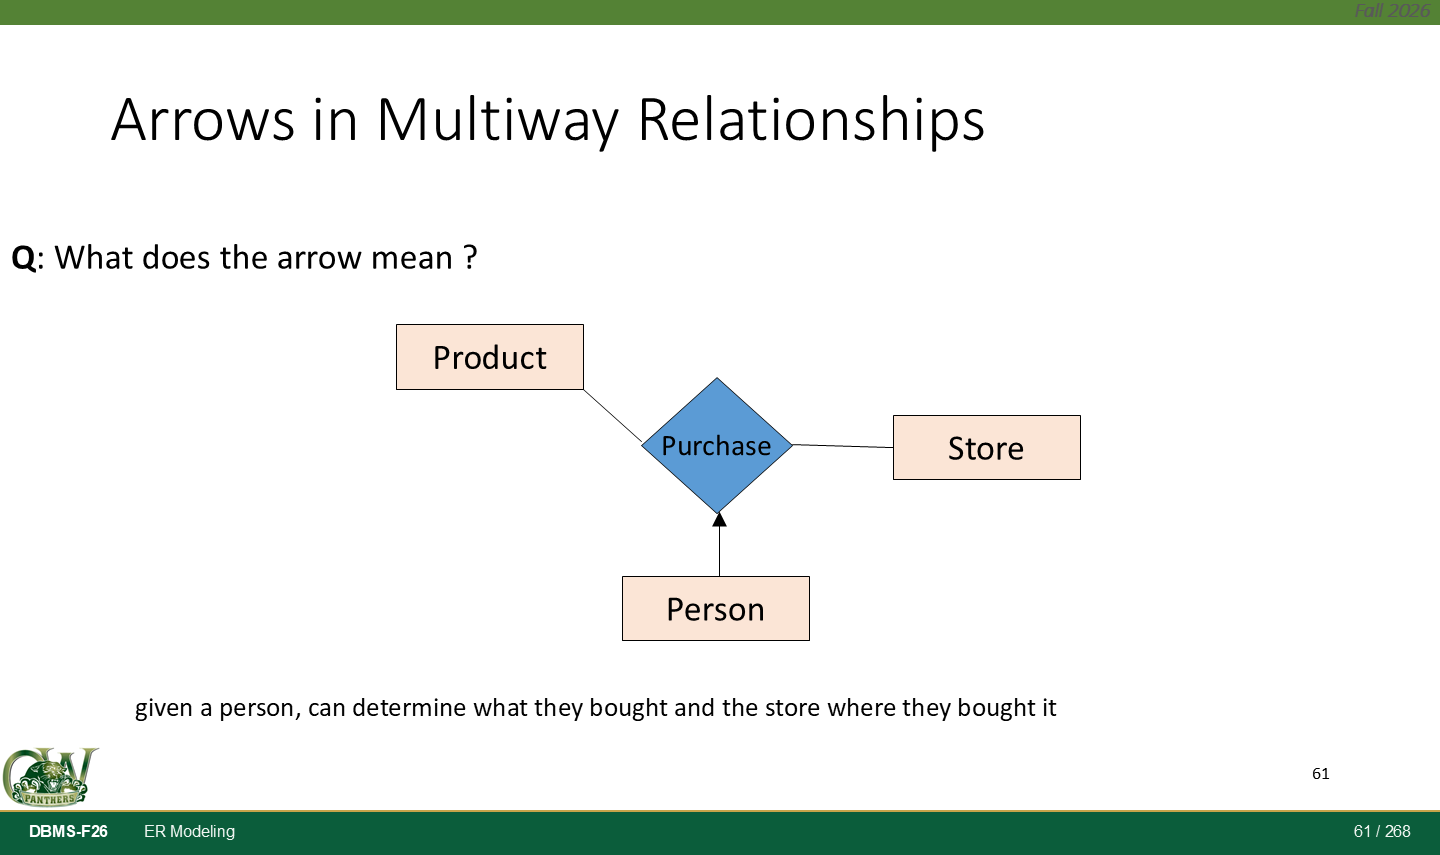 Fall 2026
Arrows in Multiway Relationships
Q: What does the arrow mean ?
Product
Purchase
Store
Person
given a person, can determine what they bought and the store where they bought it
OW
PANTHERS
61
DBMS-F26 ER Modeling 61 / 268